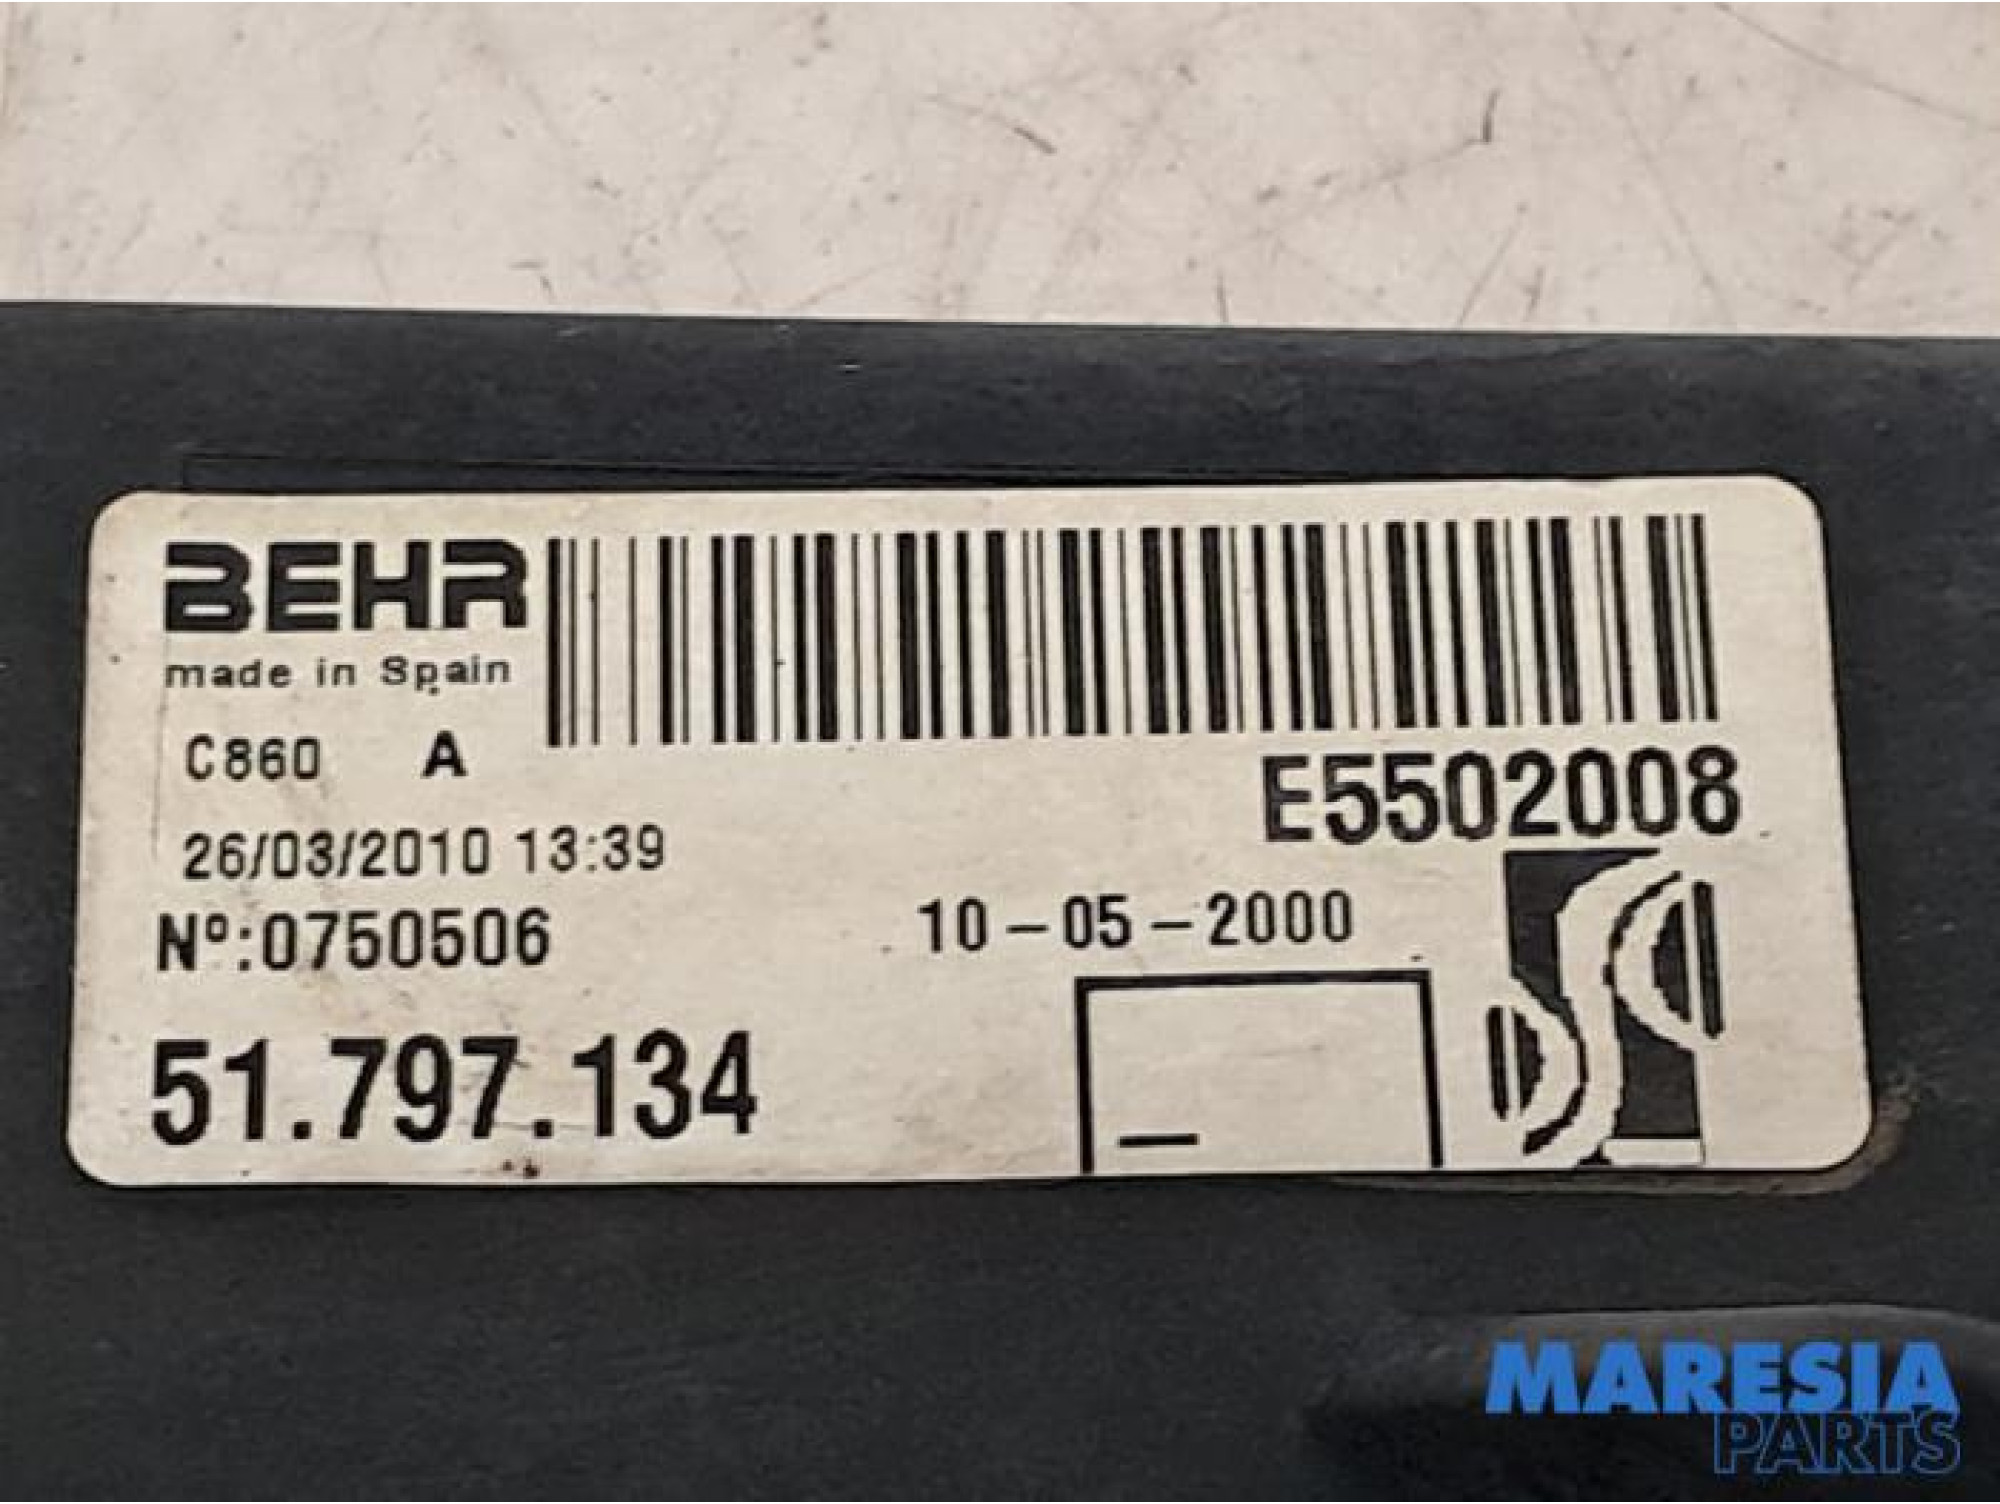 BEHR
made in Spain
C860 A
E5502008
26/03/2010 13:39
10-05-2000
Nº:0750506
51.797.134
MARESIA
PARTS